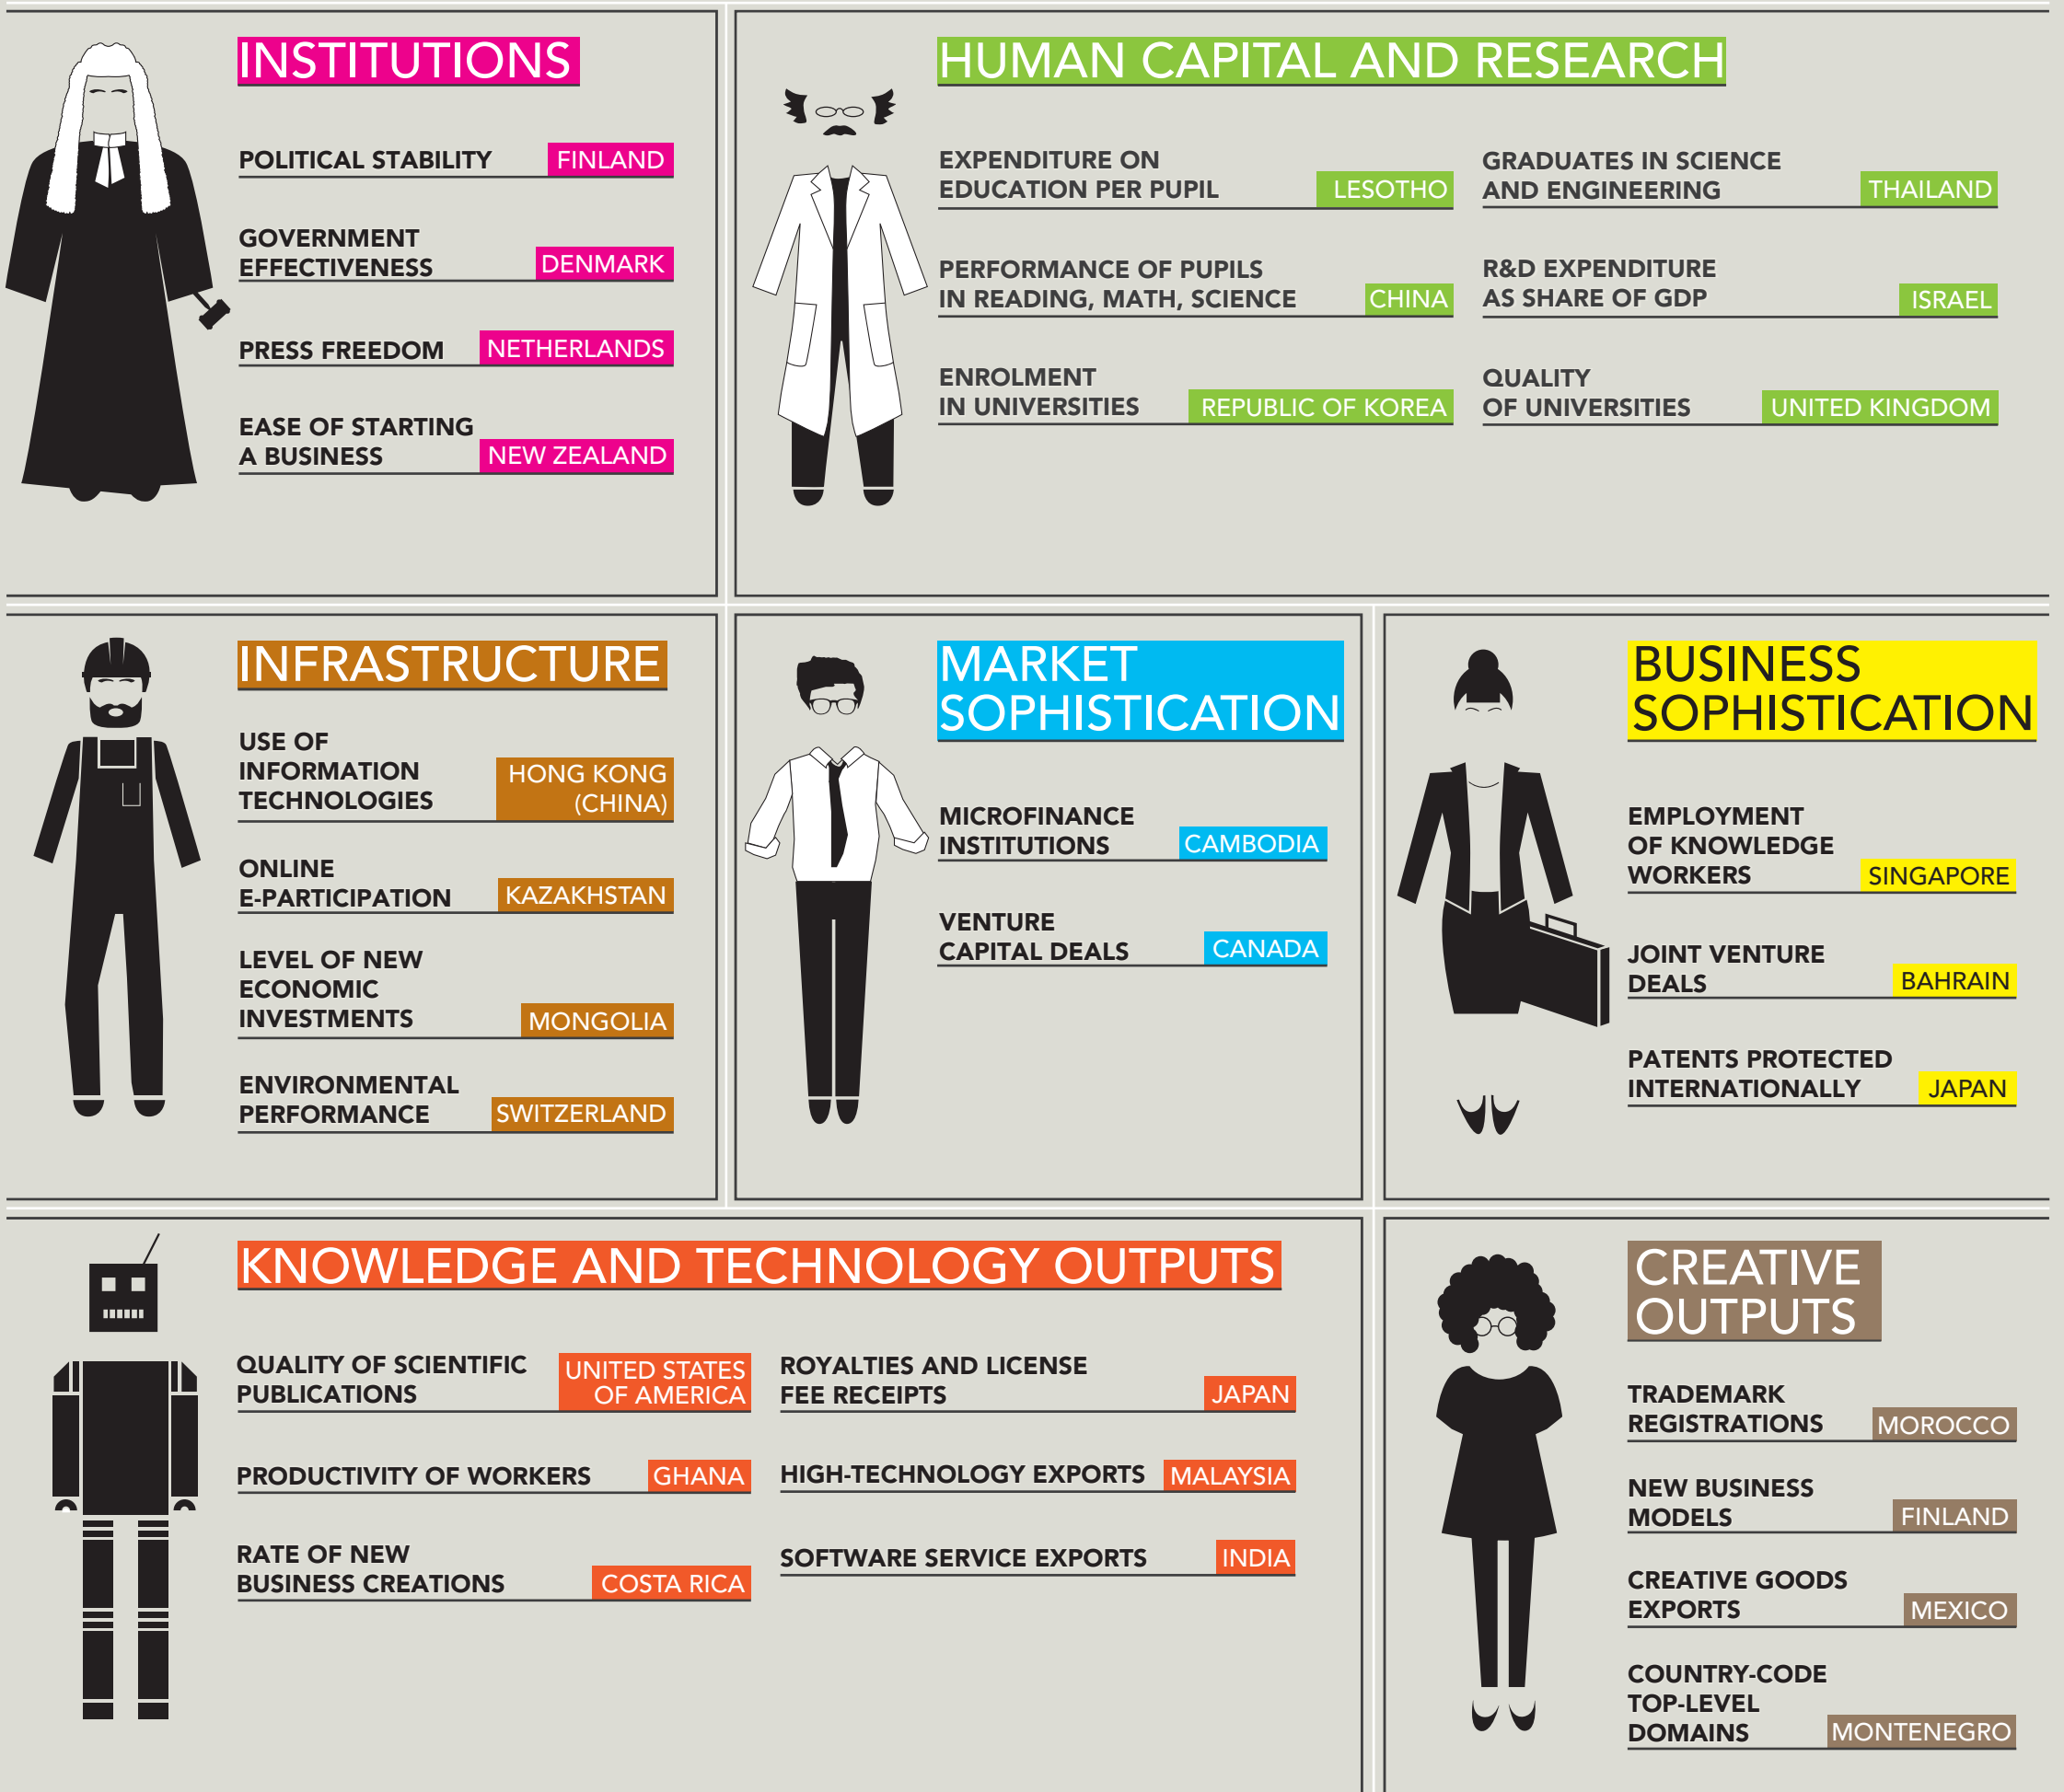 INSTITUTIONS
POLITICAL STABILITY FINLAND
GOVERNMENT
EFFECTIVENESS DENMARK
PRESS FREEDOM NETHERLANDS
EASE OF STARTING
A BUSINESS NEW ZEALAND
HUMAN CAPITAL AND RESEARCH
EXPENDITURE ON
EDUCATION PER PUPIL LESOTHO
PERFORMANCE OF PUPILS
IN READING, MATH, SCIENCE CHINA
ENROLMENT
IN UNIVERSITIES REPUBLIC OF KOREA
GRADUATES IN SCIENCE
AND ENGINEERING THAILAND
R&D EXPENDITURE
AS SHARE OF GDP ISRAEL
QUALITY
OF UNIVERSITIES UNITED KINGDOM
INFRASTRUCTURE
USE OF
INFORMATION HONG KONG
TECHNOLOGIES (CHINA)
ONLINE
E-PARTICIPATION KAZAKHSTAN
LEVEL OF NEW
ECONOMIC
INVESTMENTS MONGOLIA
ENVIRONMENTAL
PERFORMANCE SWITZERLAND
MARKET
SOPHISTICATION
MICROFINANCE
INSTITUTIONS CAMBODIA
VENTURE
CAPITAL DEALS CANADA
BUSINESS
SOPHISTICATION
EMPLOYMENT
OF KNOWLEDGE
WORKERS SINGAPORE
JOINT VENTURE
DEALS BAHRAIN
PATENTS PROTECTED
INTERNATIONALLY JAPAN
KNOWLEDGE AND TECHNOLOGY OUTPUTS
QUALITY OF SCIENTIFIC UNITED STATES
PUBLICATIONS OF AMERICA
PRODUCTIVITY OF WORKERS GHANA
RATE OF NEW
BUSINESS CREATIONS COSTA RICA
ROYALTIES AND LICENSE
FEE RECEIPTS JAPAN
HIGH-TECHNOLOGY EXPORTS MALAYSIA
SOFTWARE SERVICE EXPORTS INDIA
CREATIVE
OUTPUTS
TRADEMARK
REGISTRATIONS MOROCCO
NEW BUSINESS
MODELS FINLAND
CREATIVE GOODS
EXPORTS MEXICO
COUNTRY-CODE
TOP-LEVEL
DOMAINS MONTENEGRO